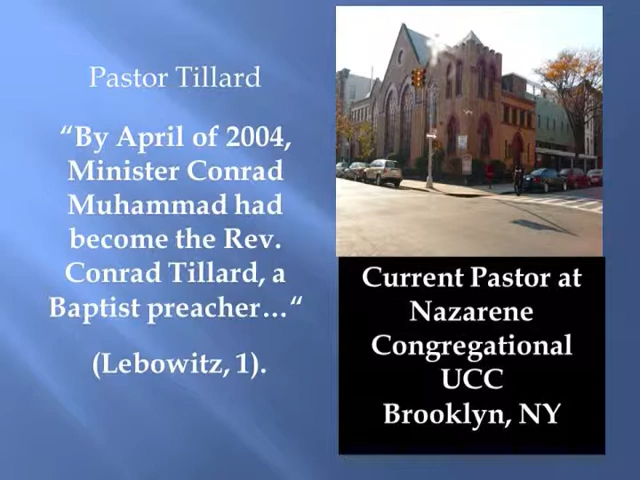 Pastor Tillard
“By April of 2004,
Minister Conrad
Muhammad had
become the Rev.
Conrad Tillard, a
Baptist preacher…“
(Lebowitz, 1).
Current Pastor at
Nazarene
Congregational
UCC
Brooklyn, NY